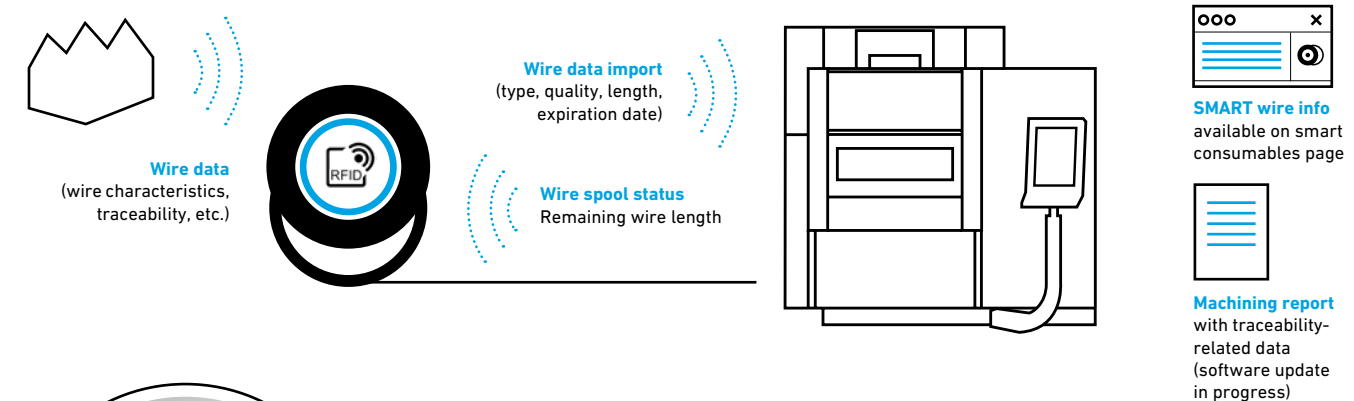 Wire data
(wire characteristics,
traceability, etc.)
RFID
Wire data import
(type, quality, length,
expiration date)
Wire spool status
Remaining wire length
SMART wire info
available on smart
consumables page
Machining report
with traceability-
related data
(software update
in progress)